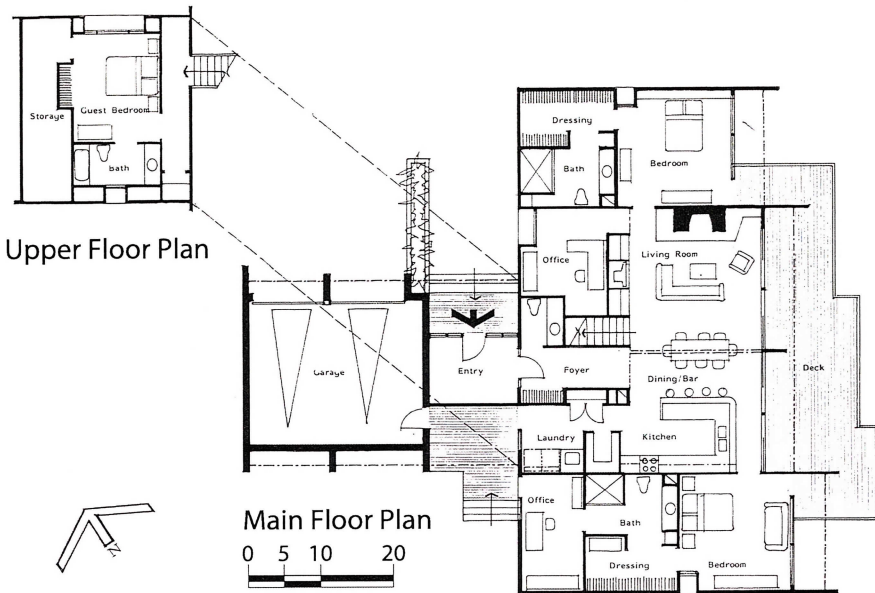 Storage
Guest Bedroom
Bath
Upper Floor Plan
Dressing
Bath
Bedroom
Office
Living Room
Garage
Entry
Foyer
Dining/Bar
Deck
Laundry
Kitchen
Office
Bath
Dressing
Bedroom
N
Main Floor Plan
0 5 10 20